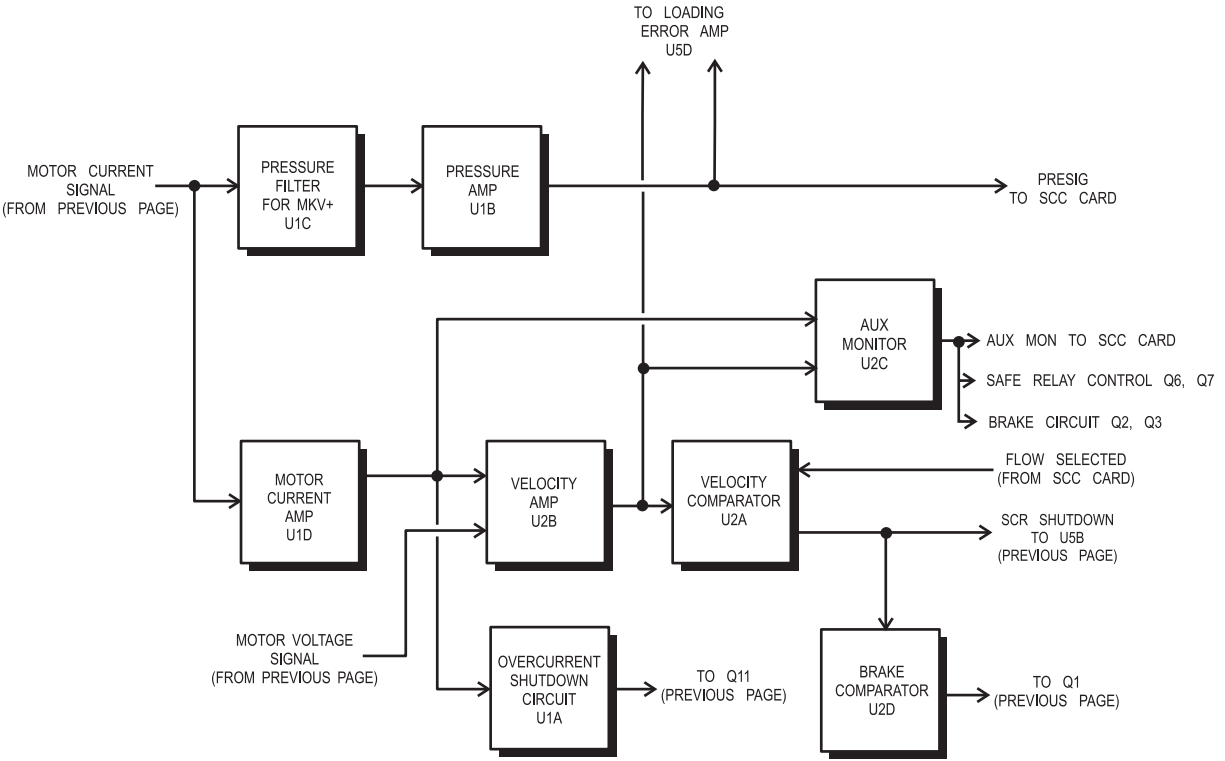 TO LOADING
ERROR AMP
U5D
MOTOR CURRENT
SIGNAL
(FROM PREVIOUS PAGE)
PRESSURE
FILTER
FOR MKV+
U1C
PRESSURE
AMP
U1B
PRESIG
TO SCC CARD
AUX
MONITOR
U2C
AUX MON TO SCC CARD
SAFE RELAY CONTROL Q6, Q7
BRAKE CIRCUIT Q2, Q3
MOTOR
CURRENT
AMP
U1D
VELOCITY
AMP
U2B
VELOCITY
COMPARATOR
U2A
FLOW SELECTED
(FROM SCC CARD)
SCR SHUTDOWN
TO U5B
(PREVIOUS PAGE)
MOTOR VOLTAGE
SIGNAL
(FROM PREVIOUS PAGE)
OVERCURRENT
SHUTDOWN
CIRCUIT
U1A
TO Q11
(PREVIOUS PAGE)
BRAKE
COMPARATOR
U2D
TO Q1
(PREVIOUS PAGE)